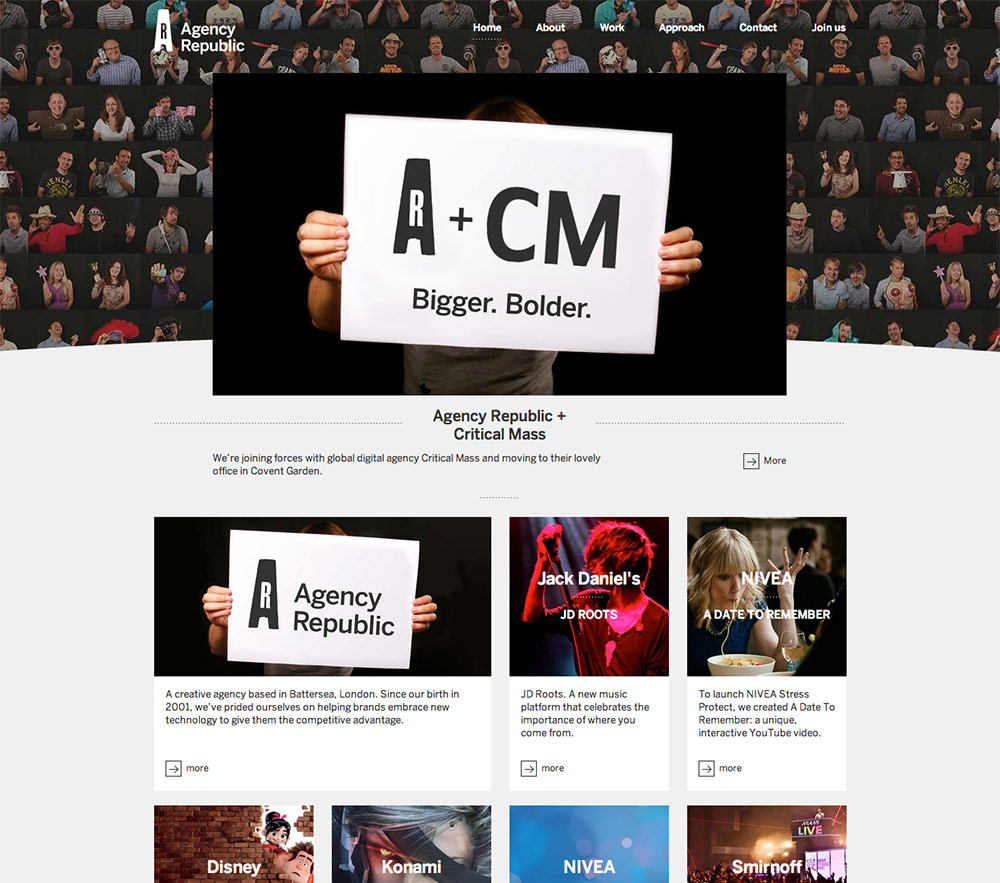 Agency
Republic
Home
About
Work
Approach
Contact
Join us
R
+ CM
Bigger. Bolder.
Agency Republic +
Critical Mass
We're joining forces with global digital agency Critical Mass and moving to their lovely
office in Covent Garden.
More
R
Agency
Republic
A creative agency based in Battersea, London. Since our birth in
2001, we've prided ourselves on helping brands embrace new
technology to give them the competitive advantage.
more
Jack Daniel's
JD ROOTS
JD Roots. A new music
platform that celebrates the
importance of where you
come from.
more
NIVEA
A DATE TO REMEMBER
To launch NIVEA Stress
Protect, we created A Date To
Remember: a unique,
interactive YouTube video.
more
Disney
Konami
NIVEA
MIAMI
LIVE
Smirnoff